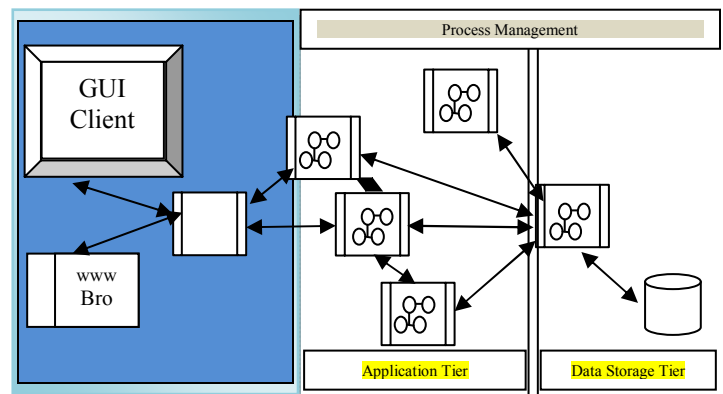 Process Management
GUI
Client
www
Bro
Application Tier
Data Storage Tier